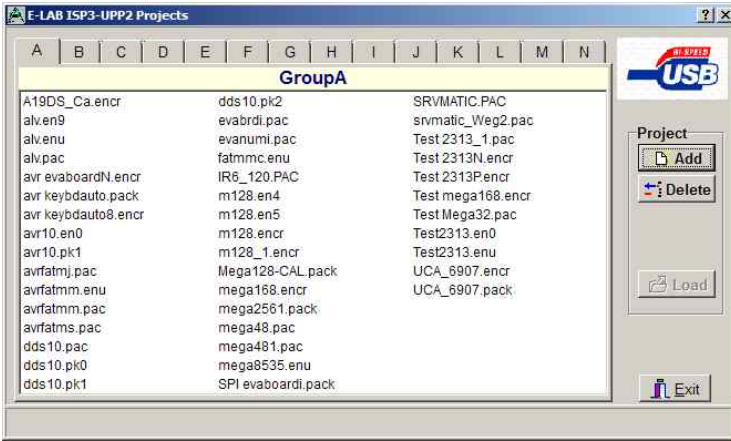 E-LAB ISP3-UPP2 Projects
A B C D E F G H I J K L M N
GroupA
A19DS_Ca.encr
alv.en9
alv.enu
alv.pac
avr evaboardN.encr
avr keybdauto.pack
avr keybdauto8.encr
avr10.en0
avr10.pk1
avrfatmj.pac
avrfatmm.enu
avrfatmm.pac
avrfatms.pac
dds10.pac
dds10.pk0
dds10.pk1
dds10.pk2
evabrdi.pac
evanumi.pac
fatmmc.enu
IR6_120.PAC
m128.en4
m128.en5
m128.encr
m128_1.encr
Mega128-CAL.pack
mega168.encr
mega2561.pack
mega48.pac
mega481.pac
mega8535.enu
SPI evaboardi.pack
SRVMATIC.PAC
srvmatic_Weg2.pac
Test 2313_1.pac
Test 2313N.encr
Test 2313P.encr
Test mega168.encr
Test Mega32.pac
Test2313.en0
Test2313.enu
UCA_6907.encr
UCA_6907.pack
HI-SPEED
USB
Project
Add
Delete
Load
Exit